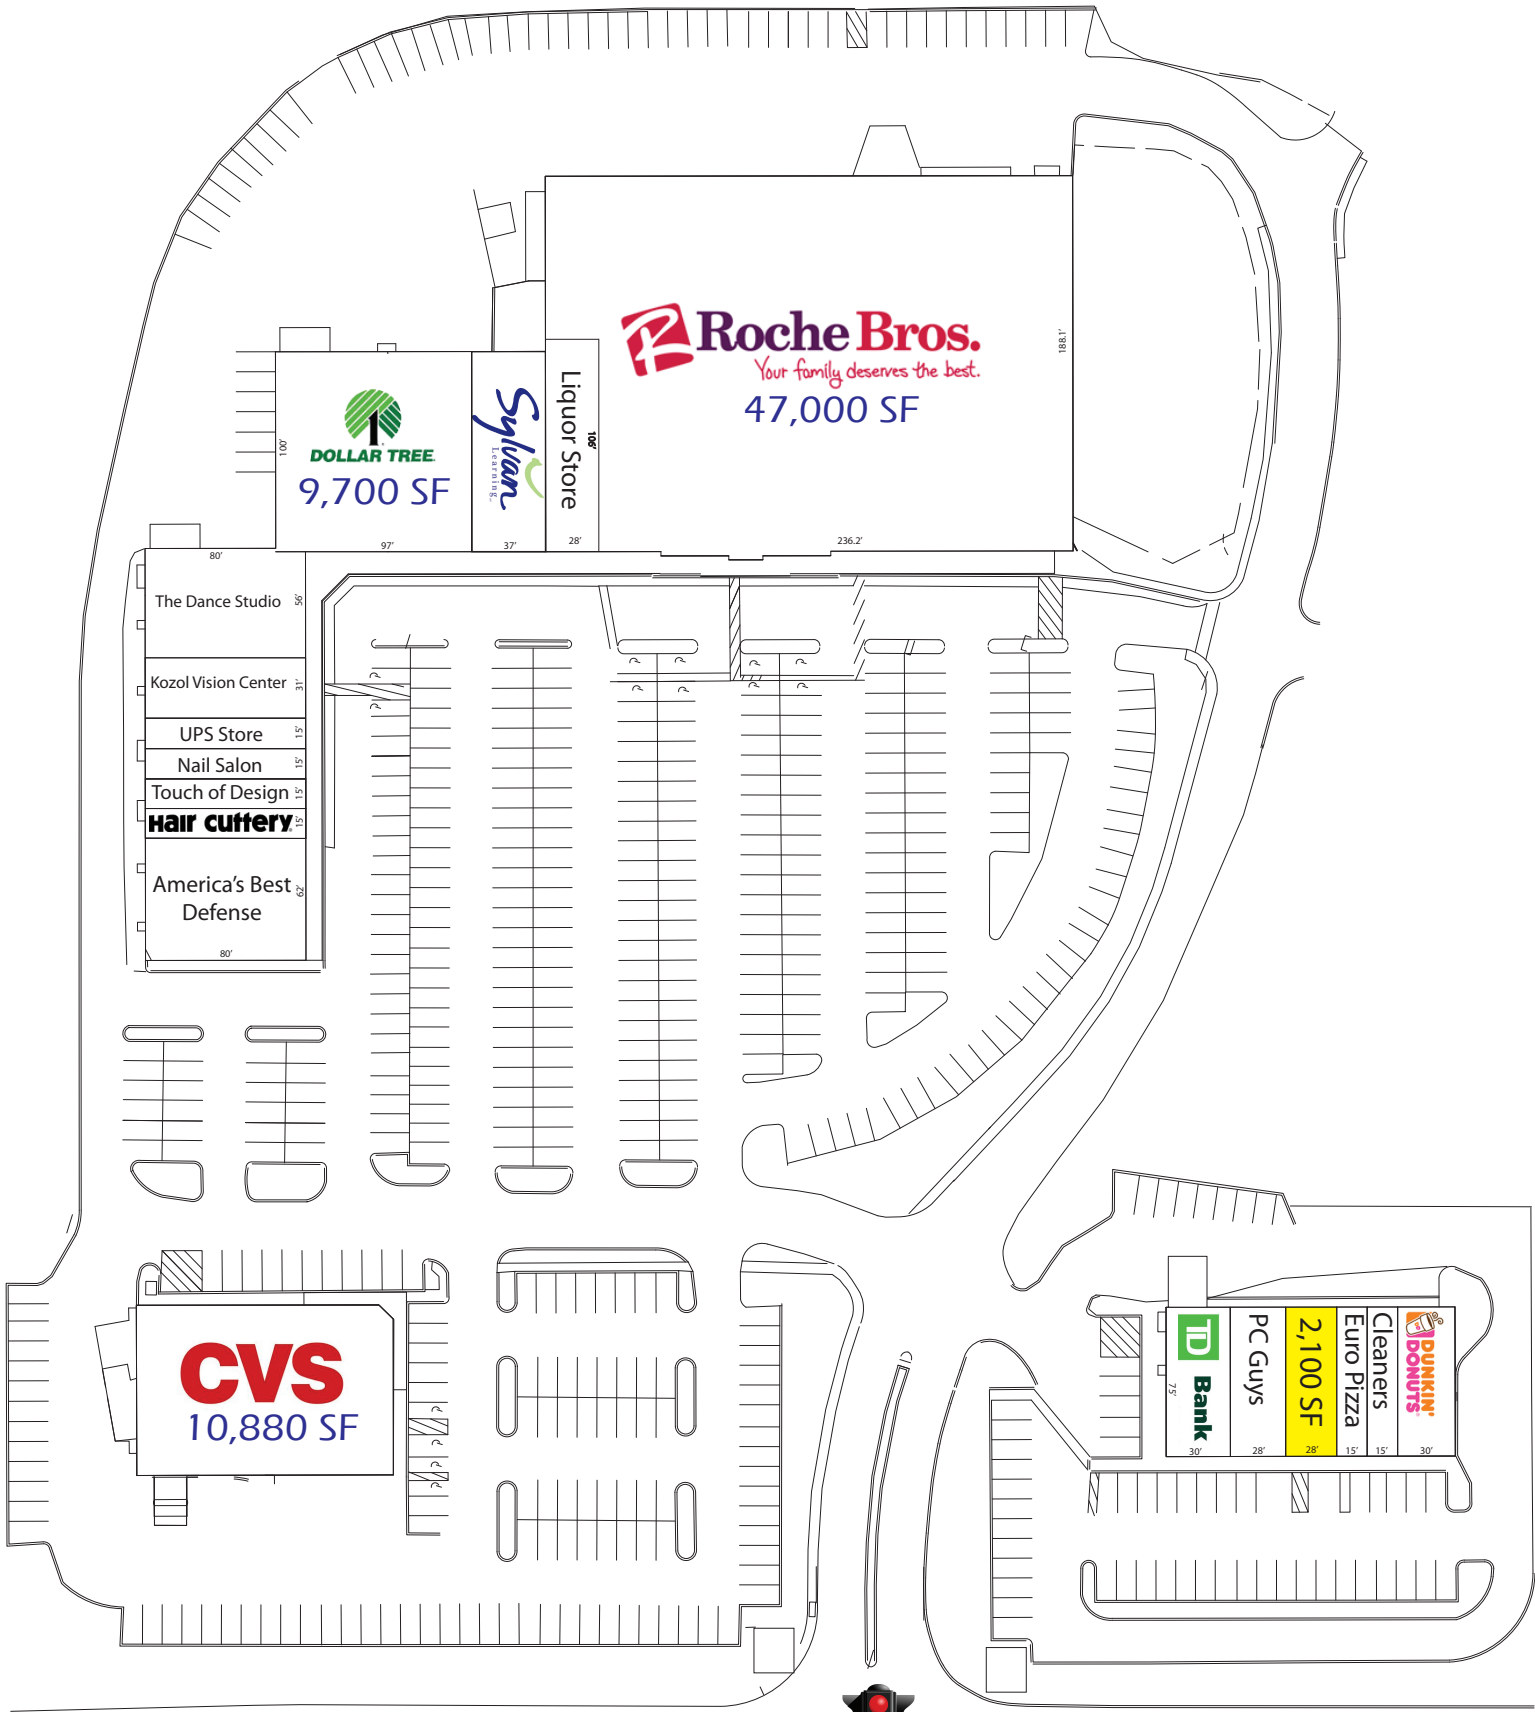 Roche Bros.
Your family deserves the best.
47,000 SF
188.1'
236.2'
Liquor Store
106'
28'
Sylvan
Learning™
37'
1
DOLLAR TREE
9,700 SF
100'
97'
80'
The Dance Studio
56'
Kozol Vision Center
31'
UPS Store
15'
Nail Salon
15'
Touch of Design
15'
Hair Cuttery
15'
America's Best
Defense
62'
80'
CVS
10,880 SF
TD
Bank
75'
30'
PC Guys
28'
2,100 SF
28'
Euro Pizza
15'
Cleaners
15'
DUNKIN'
DONUTS
30'